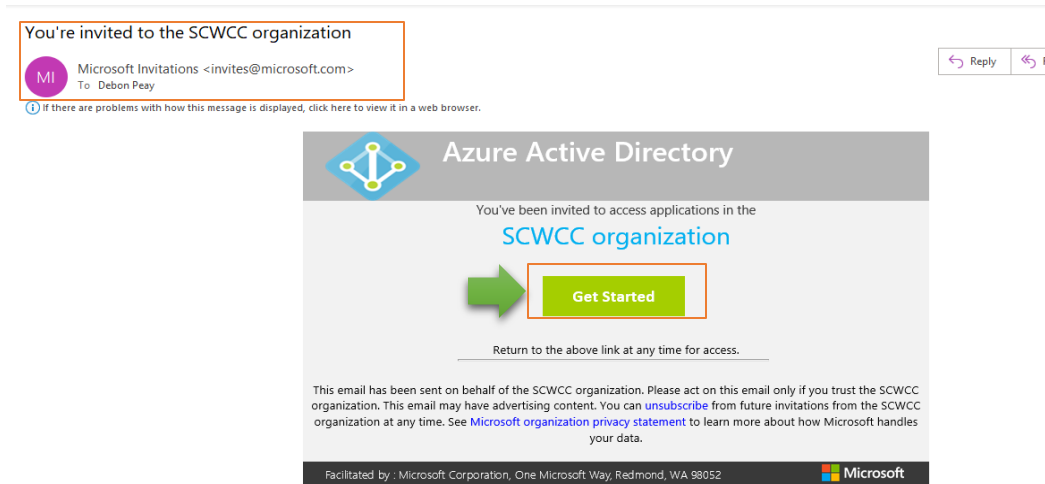 You're invited to the SCWCC organization
MI
Microsoft Invitations <invites@microsoft.com>
To Debon Peay
Reply
If there are problems with how this message is displayed, click here to view it in a web browser.
Azure Active Directory
You've been invited to access applications in the
SCWCC organization
Get Started
Return to the above link at any time for access.
This email has been sent on behalf of the SCWCC organization. Please act on this email only if you trust the SCWCC
organization. This email may have advertising content. You can unsubscribe from future invitations from the SCWCC
organization at any time. See Microsoft organization privacy statement to learn more about how Microsoft handles
your data.
Facilitated by : Microsoft Corporation, One Microsoft Way, Redmond, WA 98052
Microsoft